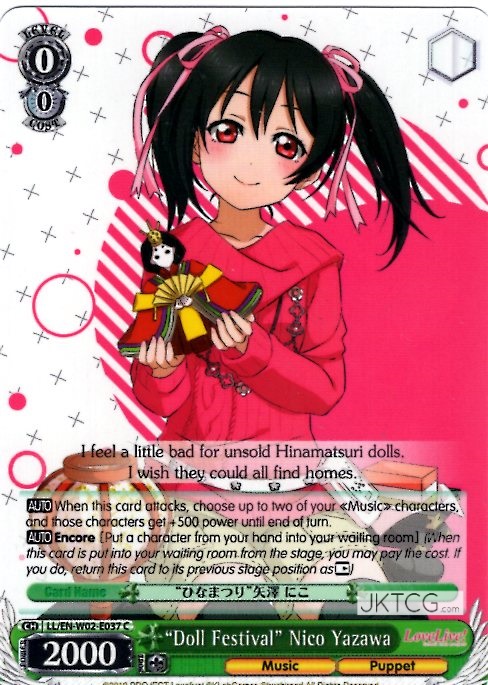 LEVEL
0
0
COST
I feel a little bad for unsold Hinamatsuri dolls.
I wish they could all find homes.
AUTO When this card attacks, choose up to two of your ≪Music≫ characters,
and those characters get +500 power until end of turn.
AUTO Encore [Put a character from your hand into your waiting room] (When
this card is put into your waiting room from the stage, you may pay the cost. If
you do, return this card to its previous stage position as)
Card Name
"ひなまつり"矢澤 にこ
JKTCG.com
LL/EN-W02-E037 C
"Doll Festival" Nico Yazawa
LoveLive!
POWER
2000
Music
Puppet